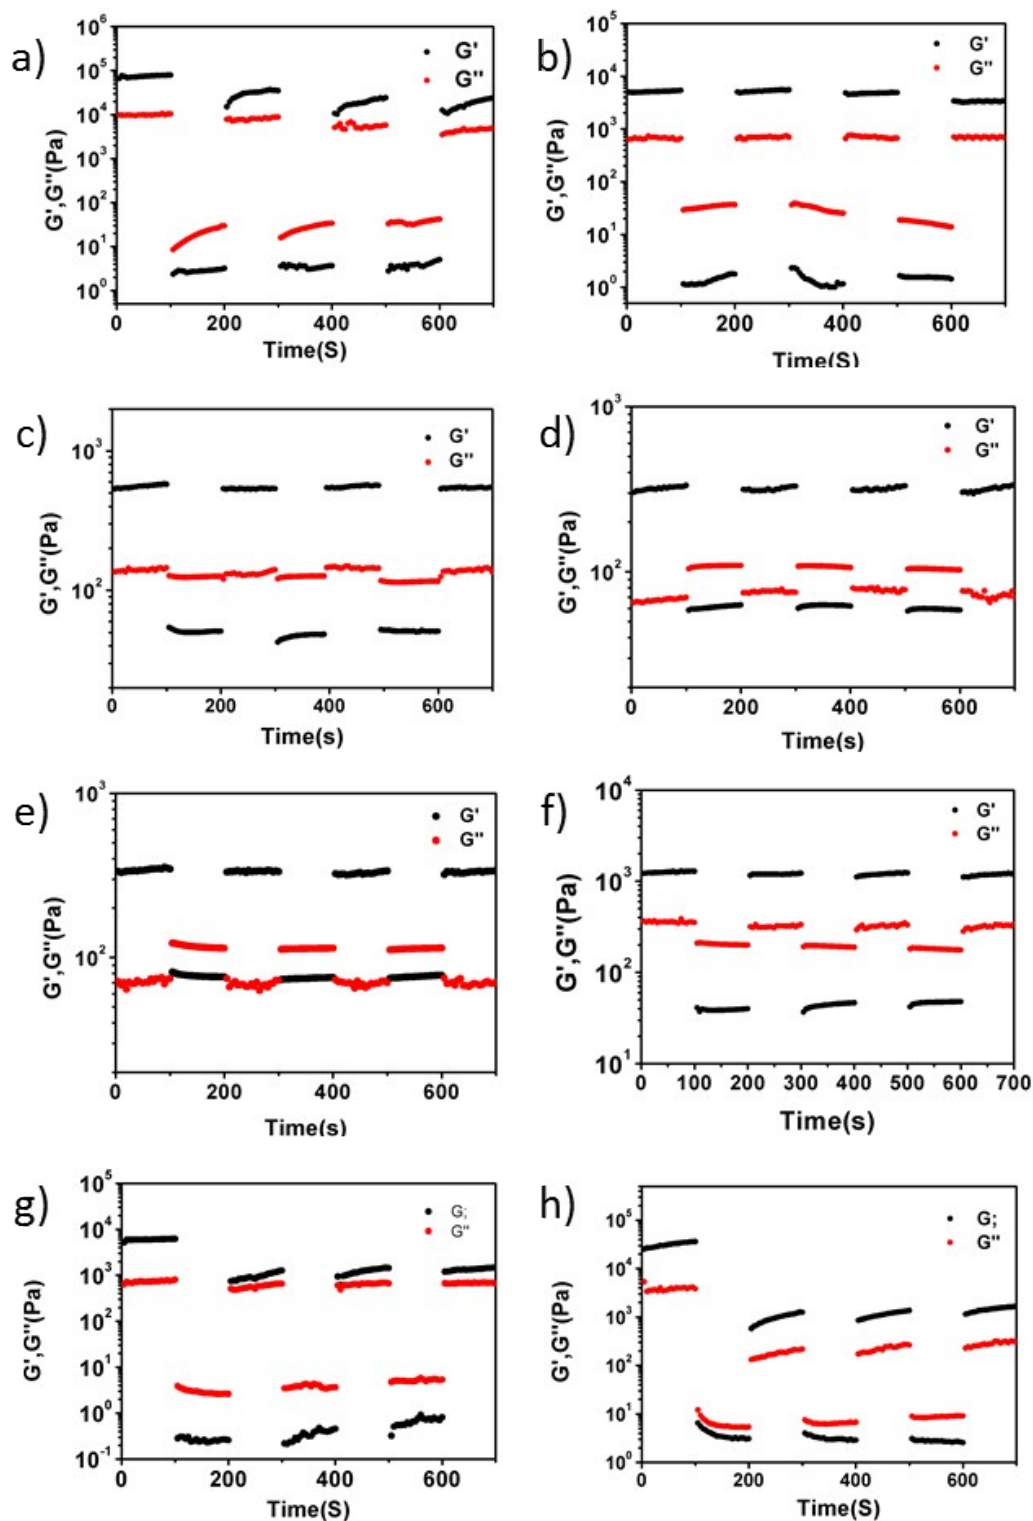 a)
10^6
10^5
10^4
10^3
10^2
10^1
10^0
G',G''(Pa)
G'
G''
0 200 400 600
Time(S)
b)
10^5
10^4
10^3
10^2
10^1
10^0
G',G''(Pa)
G'
G''
0 200 400 600
Time(S)
c)
10^3
10^2
G',G''(Pa)
G'
G''
0 200 400 600
Time(s)
d)
10^3
10^2
G',G''(Pa)
G'
G''
0 200 400 600
Time(s)
e)
10^3
10^2
G',G''(Pa)
G'
G''
0 200 400 600
Time(s)
f)
10^4
10^3
10^2
10^1
G',G''(Pa)
G'
G''
0 100 200 300 400 500 600 700
Time(s)
g)
10^5
10^4
10^3
10^2
10^1
10^0
10^-1
G',G''(Pa)
G;
G''
0 200 400 600
Time(S)
h)
10^5
10^4
10^3
10^2
10^1
10^0
G',G''(Pa)
G;
G''
0 200 400 600
Time(S)